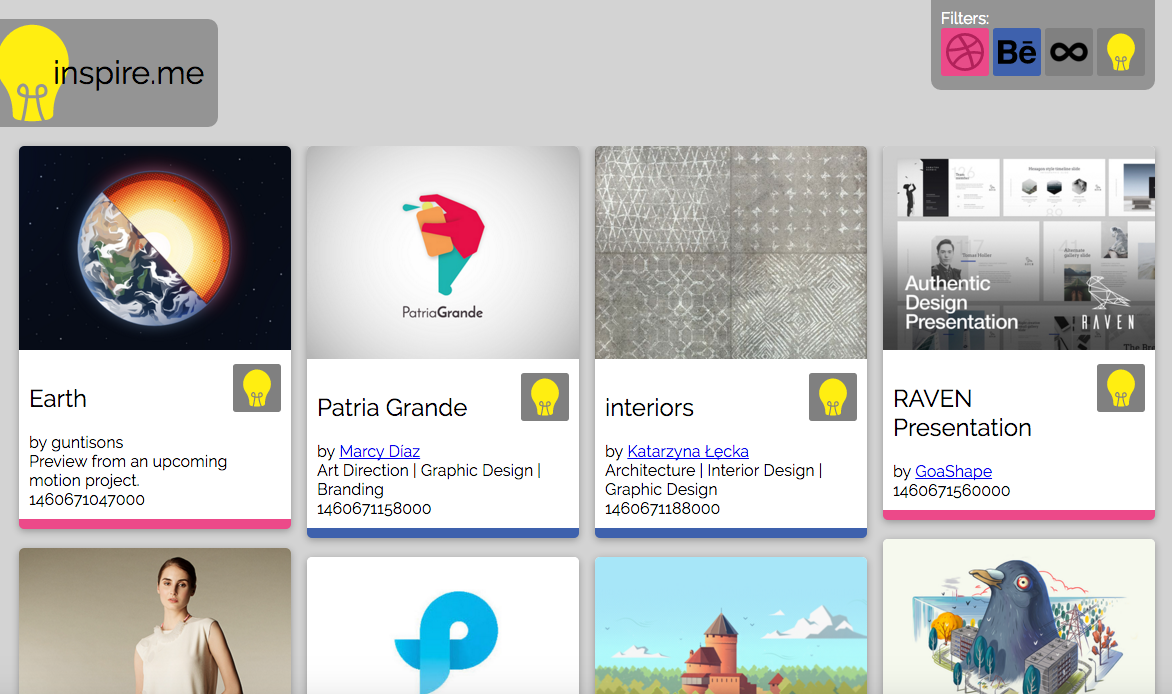 inspire.me
Filters:
Bē
PatriaGrande
Authentic
Design
Presentation
RAVEN
Earth
by guntisons
Preview from an upcoming
motion project.
1460671047000
Patria Grande
by Marcy Díaz
Art Direction | Graphic Design |
Branding
1460671158000
interiors
by Katarzyna Łęcka
Architecture | Interior Design |
Graphic Design
1460671188000
RAVEN
Presentation
by GoaShape
1460671560000